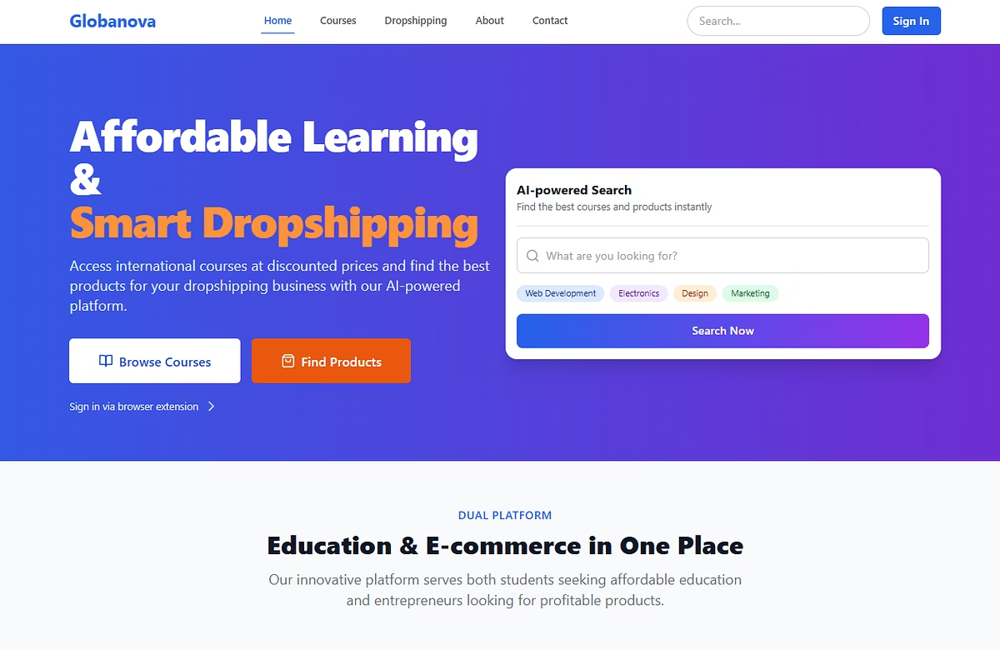 Globanova
Home
Courses
Dropshipping
About
Contact
Search...
Sign In
Affordable Learning
&
Smart Dropshipping
Access international courses at discounted prices and find the best
products for your dropshipping business with our AI-powered
platform.
Browse Courses
Find Products
Sign in via browser extension
AI-powered Search
Find the best courses and products instantly
What are you looking for?
Web Development
Electronics
Design
Marketing
Search Now
DUAL PLATFORM
Education & E-commerce in One Place
Our innovative platform serves both students seeking affordable education
and entrepreneurs looking for profitable products.